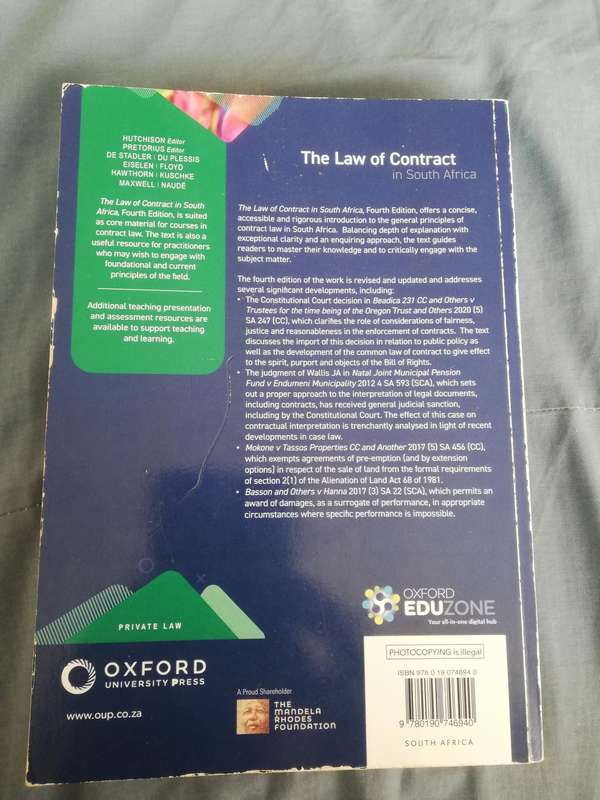 HUTCHISON Editor
PRETORIUS Editor
DE STADLER | DU PLESSIS
EISELEN | FLOYD
HAWTHORN | KUSCHKE
MAXWELL | NAUDÉ
The Law of Contract in South
Africa, Fourth Edition, is suited
as core material for courses in
contract law. The text is also a
useful resource for practitioners
who may wish to engage with
foundational and current
principles of the field.
Additional teaching presentation
and assessment resources are
available to support teaching
and learning.
The Law of Contract
in South Africa
The Law of Contract in South Africa, Fourth Edition, offers a concise,
accessible and rigorous introduction to the general principles of
contract law in South Africa. Balancing depth of explanation with
exceptional clarity and an enquiring approach, the text guides
readers to master their knowledge and to critically engage with the
subject matter.
The fourth edition of the work is revised and updated and addresses
several significant developments, including:
• The Constitutional Court decision in Beadica 231 CC and Others v
Trustees for the time being of the Oregon Trust and Others 2020 (5)
SA 247 (CC), which clarifies the role of considerations of fairness,
justice and reasonableness in the enforcement of contracts. The text
discusses the import of this decision in relation to public policy as
well as the development of the common law of contract to give effect
to the spirit, purport and objects of the Bill of Rights.
• The judgment of Wallis JA in Natal Joint Municipal Pension
Fund v Endumeni Municipality 2012 4 SA 593 (SCA), which sets
out a proper approach to the interpretation of legal documents,
including contracts, has received general judicial sanction,
including by the Constitutional Court. The effect of this case on
contractual interpretation is trenchantly analysed in light of recent
developments in case law.
• Mokone v Tassos Properties CC and Another 2017 (5) SA 456 (CC),
which exempts agreements of pre-emption (and by extension
options) in respect of the sale of land from the formal requirements
of section 2(1) of the Alienation of Land Act 68 of 1981.
• Basson and Others v Hanna 2017 (3) SA 22 (SCA), which permits an
award of damages, as a surrogate of performance, in appropriate
circumstances where specific performance is impossible.
PRIVATE LAW
OXFORD
UNIVERSITY PRESS
www.oup.co.za
A Proud Shareholder
THE
MANDELA
RHODES
FOUNDATION
OXFORD
EDUZONE
Your all-in-one digital hub
PHOTOCOPYING is illegal
ISBN 978 0 19 074694 0
9 780190 746940
SOUTH AFRICA